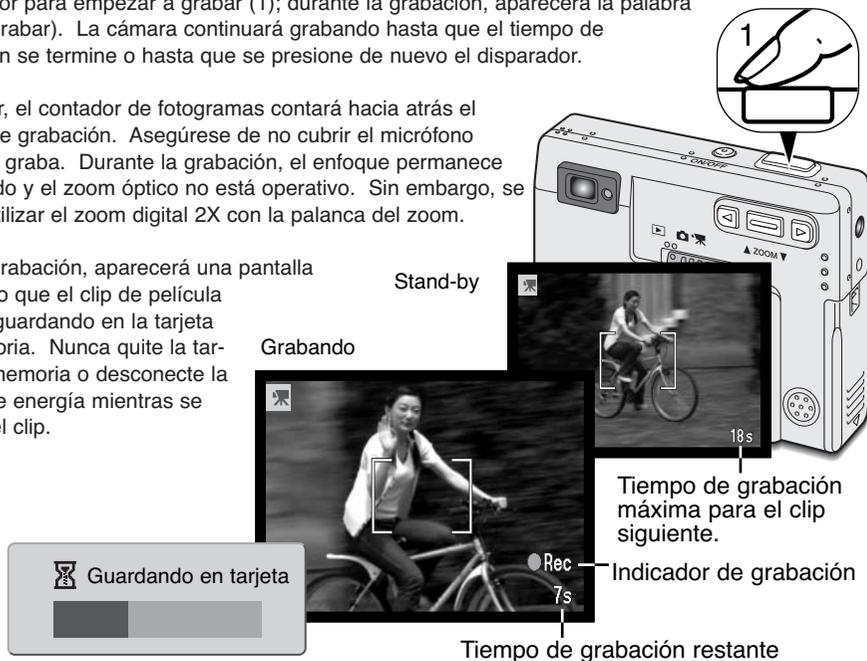 or para empezar a grabar (1); durante la grabación, aparecerá la palabra
rabar). La cámara continuará grabando hasta que el tiempo de
n se termine o hasta que se presione de nuevo el disparador.
r, el contador de fotogramas contará hacia atrás el
e grabación. Asegúrese de no cubrir el micrófono
graba. Durante la grabación, el enfoque permanece
do y el zoom óptico no está operativo. Sin embargo, se
tilizar el zoom digital 2X con la palanca del zoom.
rabación, aparecerá una pantalla
o que el clip de película
guardando en la tarjeta
oria. Nunca quite la tar-
nemoria o desconecte la
e energía mientras se
el clip.
1
ON/OFF
ZOOM
Stand-by
18s
Grabando
Rec
7s
Tiempo de grabación
máxima para el clip
siguiente.
Indicador de grabación
Guardando en tarjeta
Tiempo de grabación restante